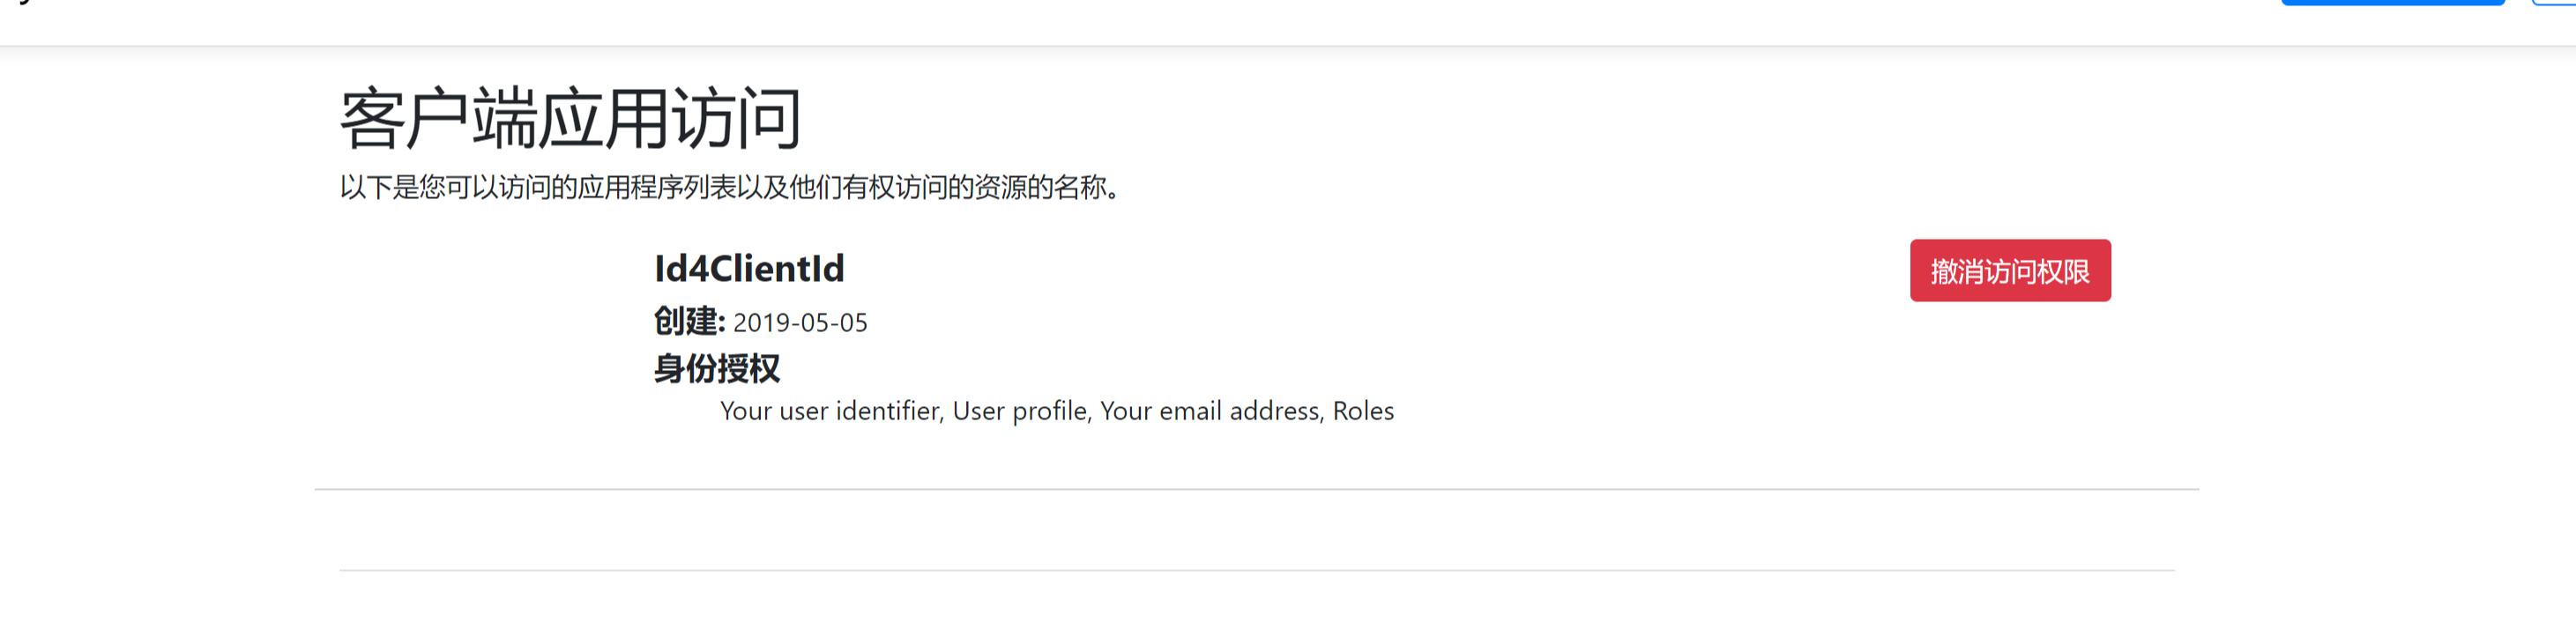 客户端应用访问
以下是您可以访问的应用程序列表以及他们有权访问的资源的名称。
Id4ClientId
撤消访问权限
创建: 2019-05-05
身份授权
Your user identifier, User profile, Your email address, Roles